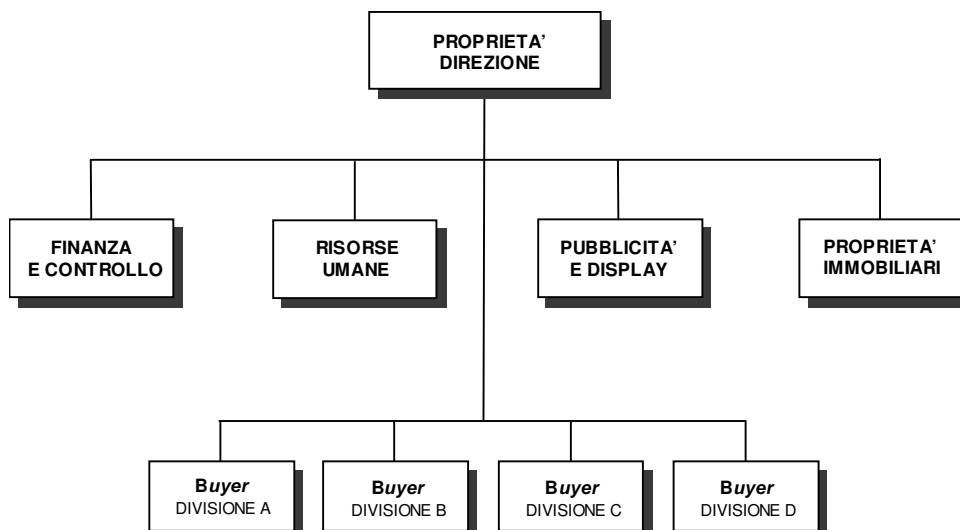 PROPRIETA’
DIREZIONE
FINANZA
E CONTROLLO
RISORSE
UMANE
PUBBLICITA’
E DISPLAY
PROPRIETA’
IMMOBILIARI
Buyer
DIVISIONE A
Buyer
DIVISIONE B
Buyer
DIVISIONE C
Buyer
DIVISIONE D